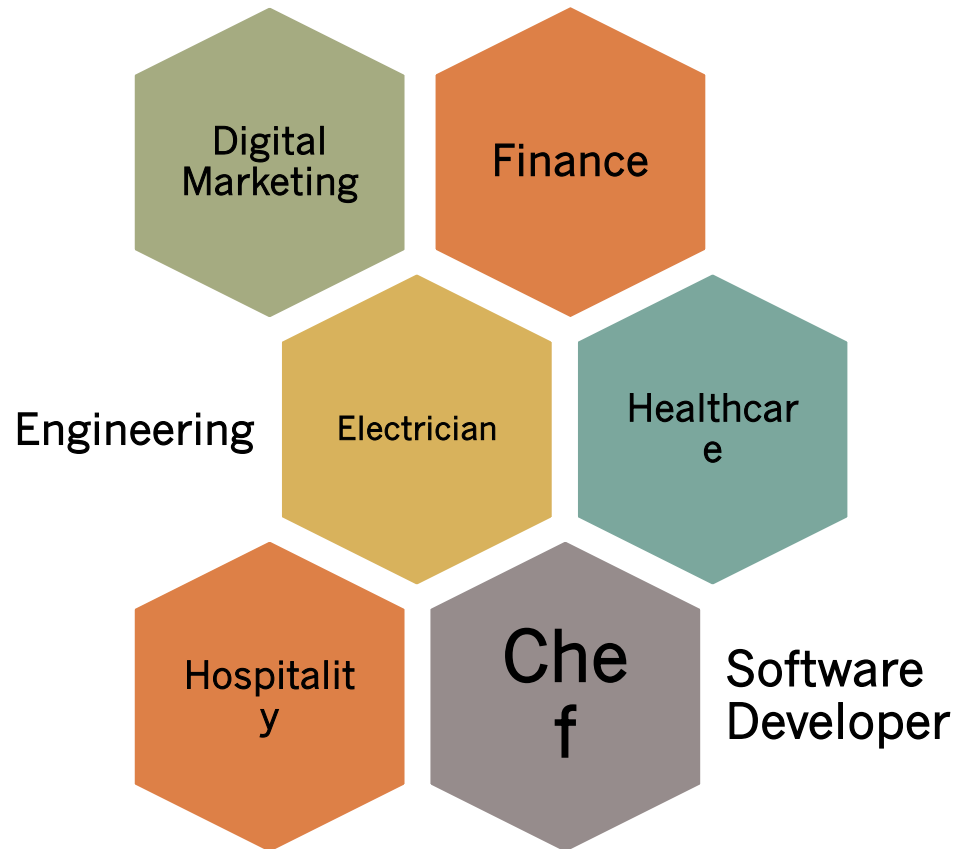 Digital
Marketing
Finance
Engineering
Electrician
Healthcar
e
Hospitalit
y
Che
f
Software
Developer